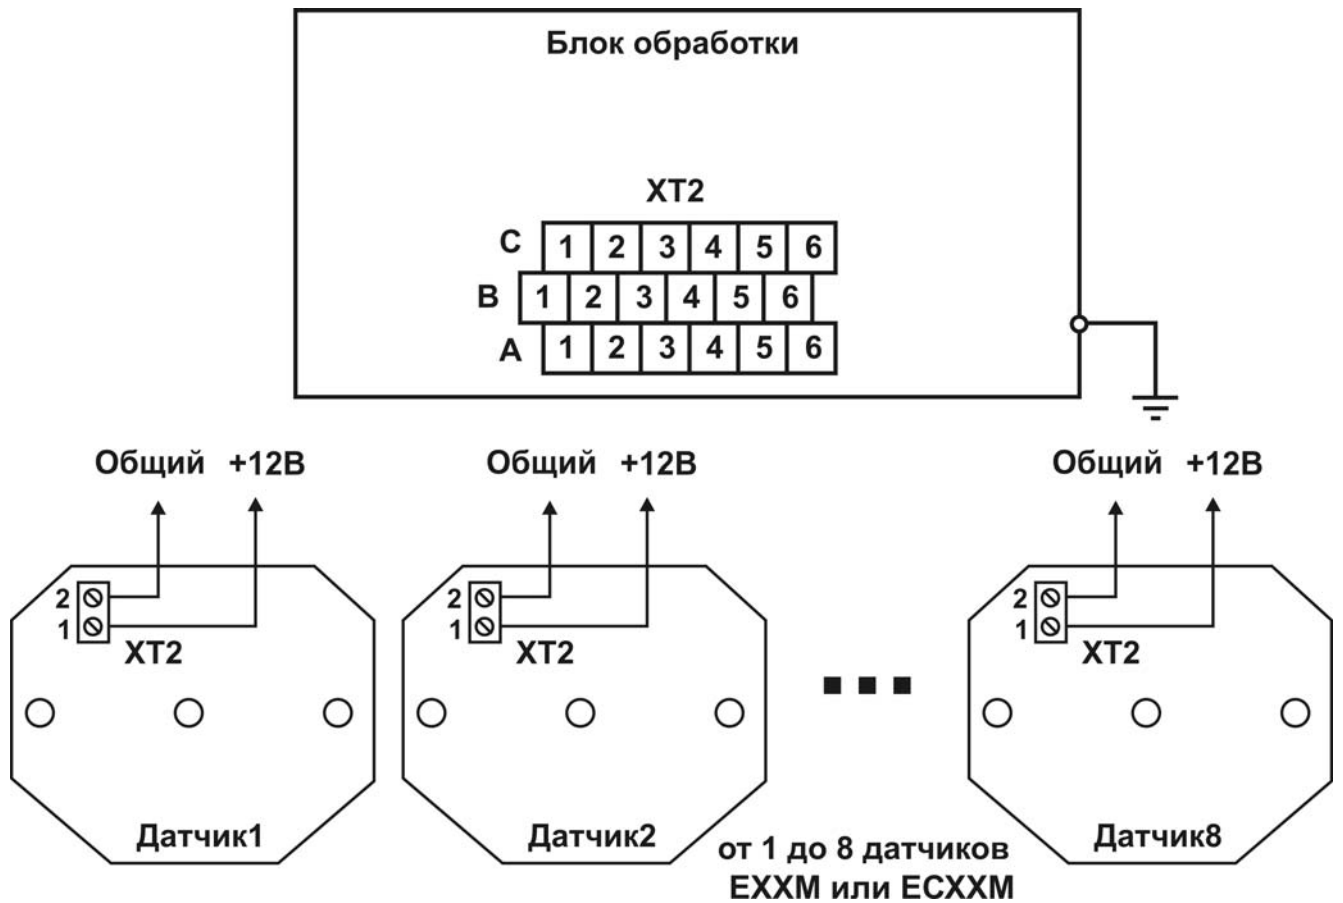 Блок обработки
XT2
C 1 2 3 4 5 6
B 1 2 3 4 5 6
A 1 2 3 4 5 6
Общий +12В Общий +12В Общий +12В
2 2 2
1 1 1
XT2 XT2 XT2
Датчик1 Датчик2 Датчик8
от 1 до 8 датчиков
EXXM или ECXXM